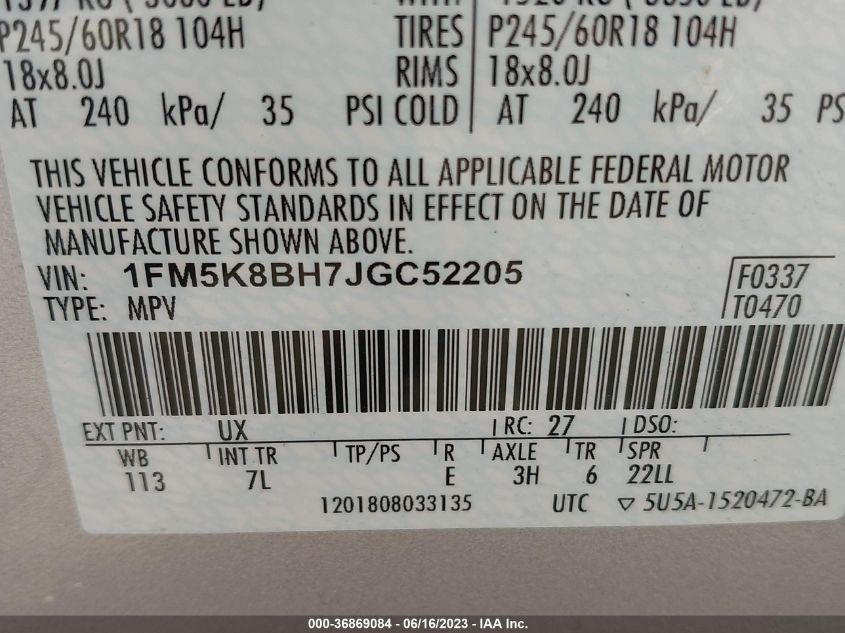 P245/60R18 104H TIRES P245/60R18 104H
18x8.0J RIMS 18x8.0J
AT 240 kPa/ 35 PSI COLD AT 240 kPa/ 35 PS
THIS VEHICLE CONFORMS TO ALL APPLICABLE FEDERAL MOTOR
VEHICLE SAFETY STANDARDS IN EFFECT ON THE DATE OF
MANUFACTURE SHOWN ABOVE.
VIN: 1FM5K8BH7JGC52205 F0337
TYPE: MPV T0470
EXT PNT: UX RC: 27 DSO:
WB INT TR TP/PS R AXLE TR SPR
113 7L E 3H 6 22LL
1201808033135 UTC ▽ 5U5A-1520472-BA
000-36869084 - 06/16/2023 - IAA Inc.